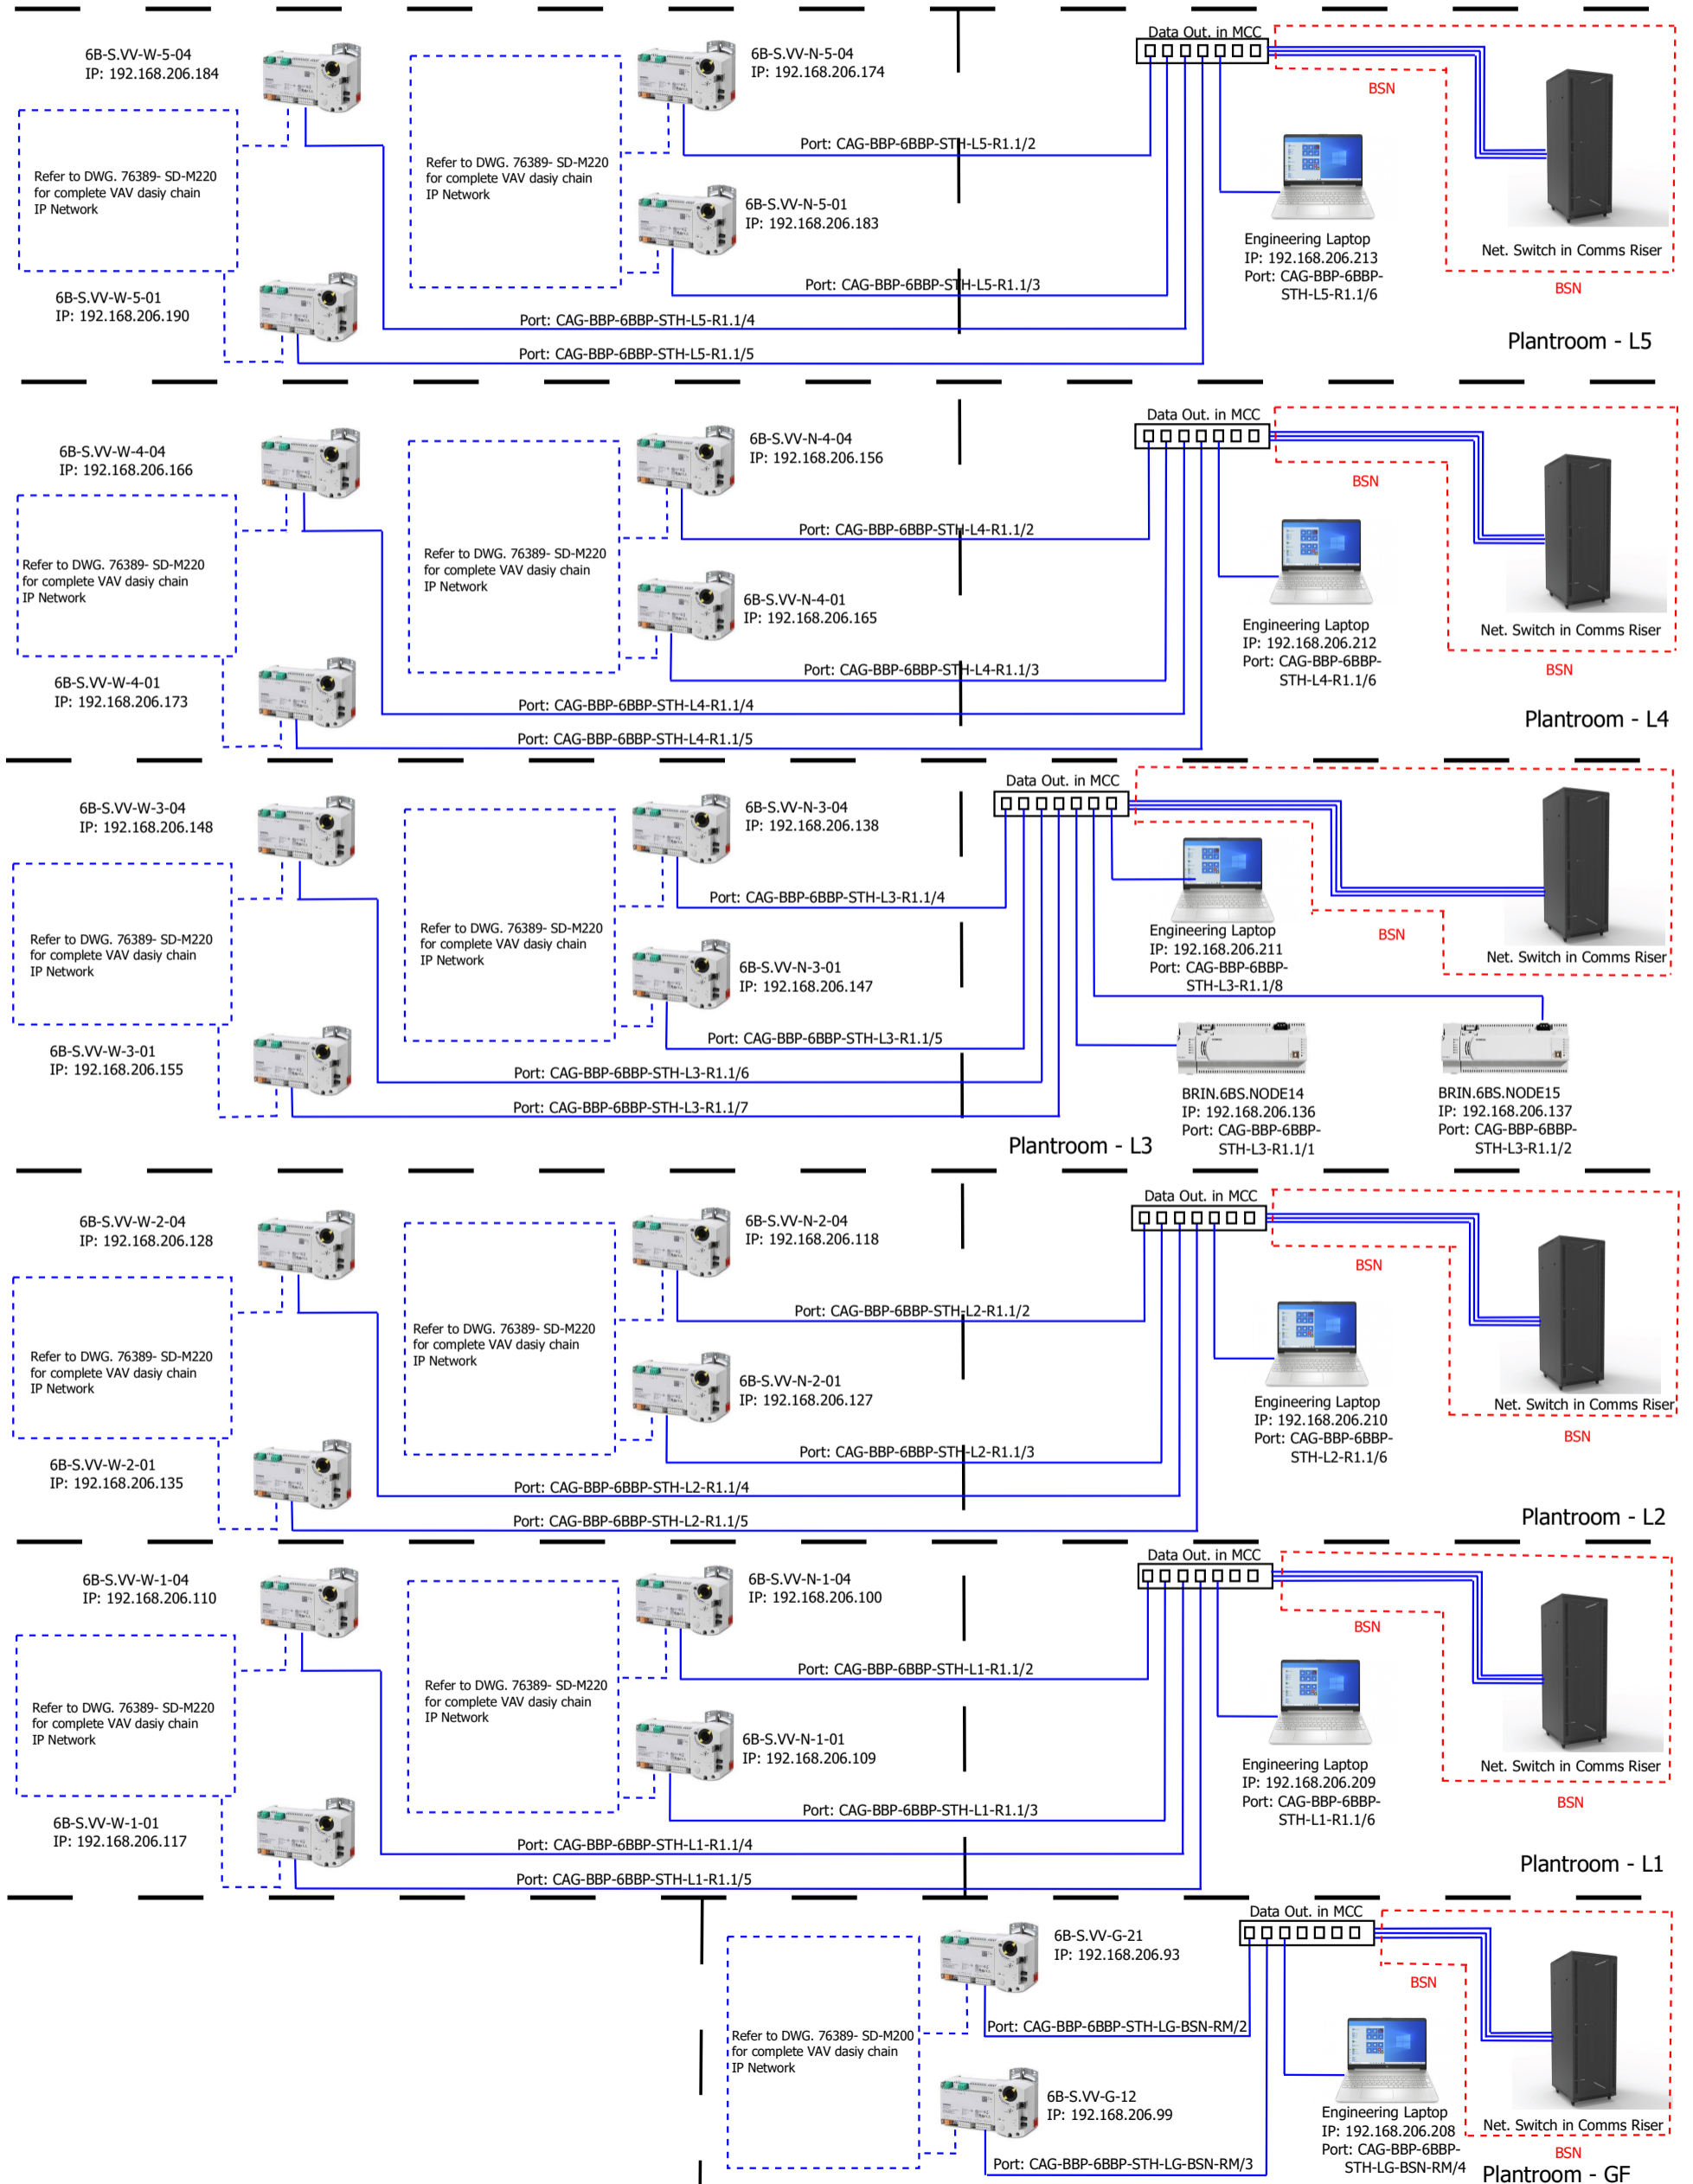 Data Out. in MCC
6B-S.VV-W-5-04
IP: 192.168.206.184
6B-S.VV-N-5-04
IP: 192.168.206.174
BSN
Port: CAG-BBP-6BBP-STH-L5-R1.1/2
Refer to DWG. 76389- SD-M220
for complete VAV dasiy chain
IP Network
Refer to DWG. 76389- SD-M220
for complete VAV dasiy chain
IP Network
6B-S.VV-N-5-01
IP: 192.168.206.183
Engineering Laptop
IP: 192.168.206.213
Port: CAG-BBP-6BBP-
STH-L5-R1.1/6
Net. Switch in Comms Riser
BSN
Port: CAG-BBP-6BBP-STH-L5-R1.1/3
6B-S.VV-W-5-01
IP: 192.168.206.190
Port: CAG-BBP-6BBP-STH-L5-R1.1/4
Port: CAG-BBP-6BBP-STH-L5-R1.1/5
Plantroom - L5
Data Out. in MCC
6B-S.VV-W-4-04
IP: 192.168.206.166
6B-S.VV-N-4-04
IP: 192.168.206.156
BSN
Port: CAG-BBP-6BBP-STH-L4-R1.1/2
Refer to DWG. 76389- SD-M220
for complete VAV dasiy chain
IP Network
Refer to DWG. 76389- SD-M220
for complete VAV dasiy chain
IP Network
6B-S.VV-N-4-01
IP: 192.168.206.165
Engineering Laptop
IP: 192.168.206.212
Port: CAG-BBP-6BBP-
STH-L4-R1.1/6
Net. Switch in Comms Riser
BSN
Port: CAG-BBP-6BBP-STH-L4-R1.1/3
6B-S.VV-W-4-01
IP: 192.168.206.173
Port: CAG-BBP-6BBP-STH-L4-R1.1/4
Port: CAG-BBP-6BBP-STH-L4-R1.1/5
Plantroom - L4
Data Out. in MCC
6B-S.VV-W-3-04
IP: 192.168.206.148
6B-S.VV-N-3-04
IP: 192.168.206.138
Port: CAG-BBP-6BBP-STH-L3-R1.1/4
Refer to DWG. 76389- SD-M220
for complete VAV dasiy chain
IP Network
Refer to DWG. 76389- SD-M220
for complete VAV dasiy chain
IP Network
6B-S.VV-N-3-01
IP: 192.168.206.147
Engineering Laptop
IP: 192.168.206.211
Port: CAG-BBP-6BBP-
STH-L3-R1.1/8
BSN
Net. Switch in Comms Riser
Port: CAG-BBP-6BBP-STH-L3-R1.1/5
6B-S.VV-W-3-01
IP: 192.168.206.155
Port: CAG-BBP-6BBP-STH-L3-R1.1/6
Port: CAG-BBP-6BBP-STH-L3-R1.1/7
BRIN.6BS.NODE14
IP: 192.168.206.136
Port: CAG-BBP-6BBP-
STH-L3-R1.1/1
BRIN.6BS.NODE15
IP: 192.168.206.137
Port: CAG-BBP-6BBP-
STH-L3-R1.1/2
Plantroom - L3
Data Out. in MCC
6B-S.VV-W-2-04
IP: 192.168.206.128
6B-S.VV-N-2-04
IP: 192.168.206.118
BSN
Port: CAG-BBP-6BBP-STH-L2-R1.1/2
Refer to DWG. 76389- SD-M220
for complete VAV dasiy chain
IP Network
Refer to DWG. 76389- SD-M220
for complete VAV dasiy chain
IP Network
6B-S.VV-N-2-01
IP: 192.168.206.127
Engineering Laptop
IP: 192.168.206.210
Port: CAG-BBP-6BBP-
STH-L2-R1.1/6
Net. Switch in Comms Riser
BSN
Port: CAG-BBP-6BBP-STH-L2-R1.1/3
6B-S.VV-W-2-01
IP: 192.168.206.135
Port: CAG-BBP-6BBP-STH-L2-R1.1/4
Port: CAG-BBP-6BBP-STH-L2-R1.1/5
Plantroom - L2
Data Out. in MCC
6B-S.VV-W-1-04
IP: 192.168.206.110
6B-S.VV-N-1-04
IP: 192.168.206.100
BSN
Port: CAG-BBP-6BBP-STH-L1-R1.1/2
Refer to DWG. 76389- SD-M220
for complete VAV dasiy chain
IP Network
Refer to DWG. 76389- SD-M220
for complete VAV dasiy chain
IP Network
6B-S.VV-N-1-01
IP: 192.168.206.109
Engineering Laptop
IP: 192.168.206.209
Port: CAG-BBP-6BBP-
STH-L1-R1.1/6
Net. Switch in Comms Riser
BSN
Port: CAG-BBP-6BBP-STH-L1-R1.1/3
6B-S.VV-W-1-01
IP: 192.168.206.117
Port: CAG-BBP-6BBP-STH-L1-R1.1/4
Port: CAG-BBP-6BBP-STH-L1-R1.1/5
Plantroom - L1
Data Out. in MCC
6B-S.VV-G-21
IP: 192.168.206.93
BSN
Port: CAG-BBP-6BBP-STH-LG-BSN-RM/2
Refer to DWG. 76389- SD-M200
for complete VAV dasiy chain
IP Network
6B-S.VV-G-12
IP: 192.168.206.99
Engineering Laptop
IP: 192.168.206.208
Port: CAG-BBP-6BBP-
STH-LG-BSN-RM/4
Net. Switch in Comms Riser
BSN
Port: CAG-BBP-6BBP-STH-LG-BSN-RM/3
Plantroom - GF